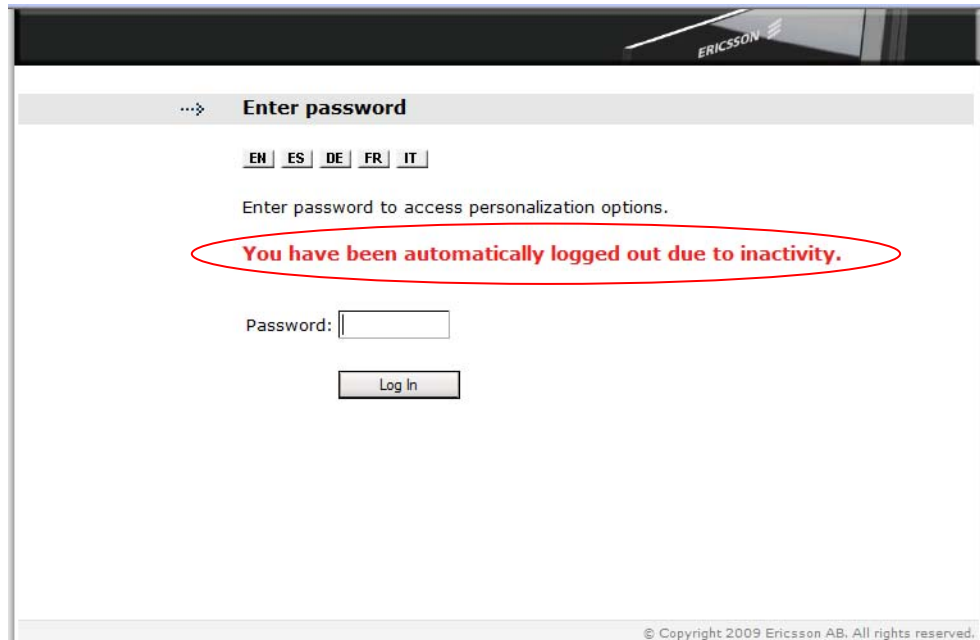 ERICSSON
Enter password
EN ES DE FR IT
Enter password to access personalization options.
You have been automatically logged out due to inactivity.
Password:
Log In
© Copyright 2009 Ericsson AB. All rights reserved.